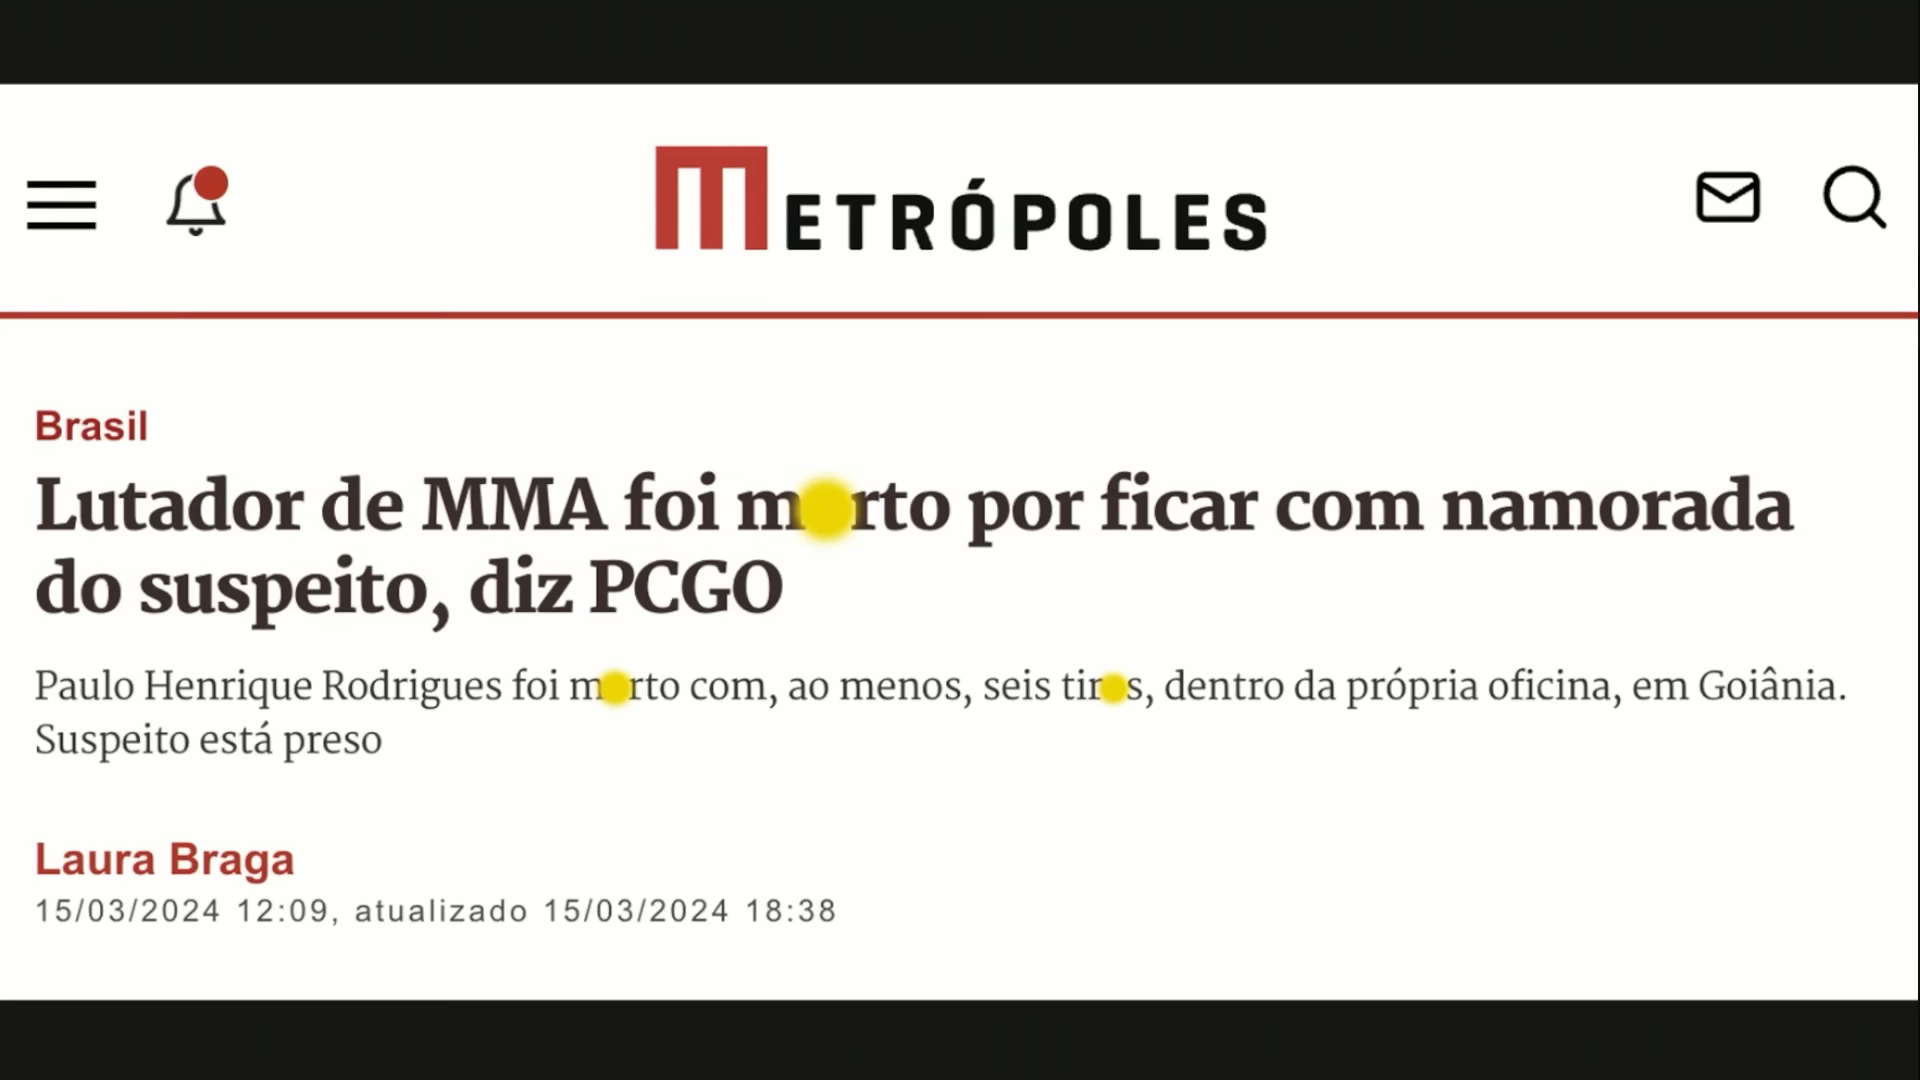 METRÓPOLES
Brasil
Lutador de MMA foi m rto por ficar com namorada
do suspeito, diz PCGO
Paulo Henrique Rodrigues foi m rto com, ao menos, seis tir s, dentro da própria oficina, em Goiânia.
Suspeito está preso
Laura Braga
15/03/2024 12:09, atualizado 15/03/2024 18:38